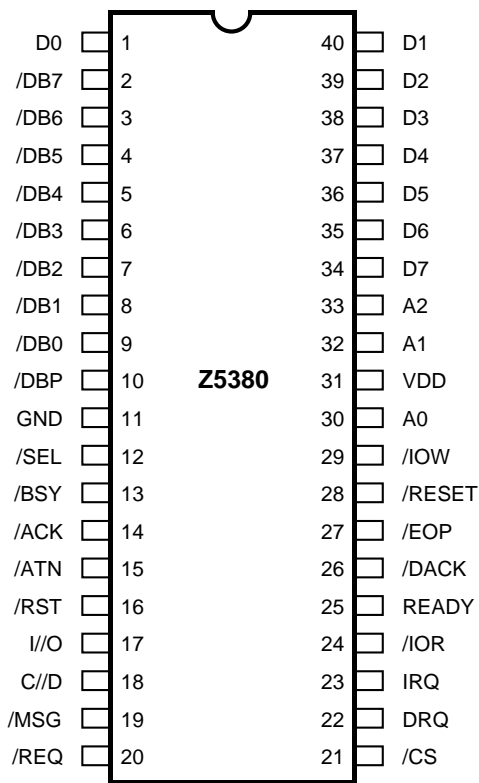 D0 1 40 D1
/DB7 2 39 D2
/DB6 3 38 D3
/DB5 4 37 D4
/DB4 5 36 D5
/DB3 6 35 D6
/DB2 7 34 D7
/DB1 8 33 A2
/DB0 9 32 A1
/DBP 10 Z5380 31 VDD
GND 11 30 A0
/SEL 12 29 /IOW
/BSY 13 28 /RESET
/ACK 14 27 /EOP
/ATN 15 26 /DACK
/RST 16 25 READY
I//O 17 24 /IOR
C//D 18 23 IRQ
/MSG 19 22 DRQ
/REQ 20 21 /CS